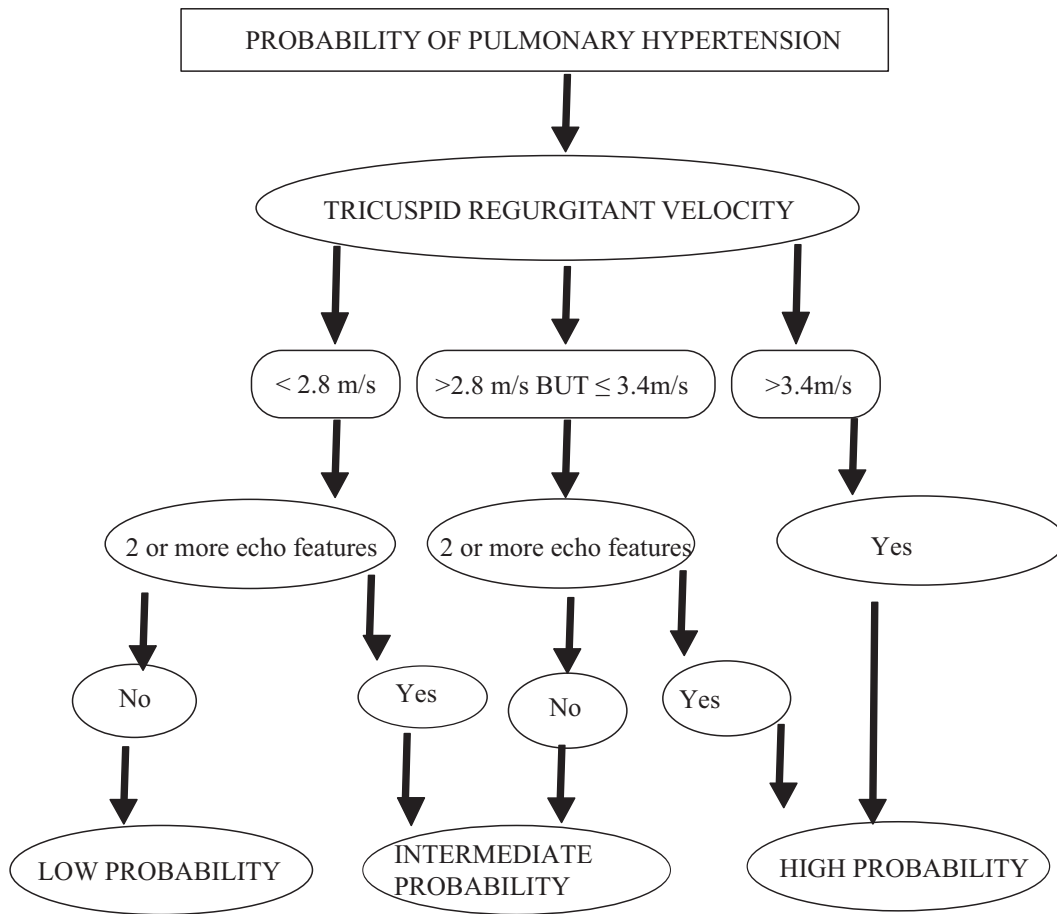 PROBABILITY OF PULMONARY HYPERTENSION
TRICUSPID REGURGITANT VELOCITY
< 2.8 m/s
>2.8 m/s BUT ≤ 3.4m/s
>3.4m/s
2 or more echo features
2 or more echo features
Yes
No
Yes
No
Yes
LOW PROBABILITY
INTERMEDIATE
PROBABILITY
HIGH PROBABILITY